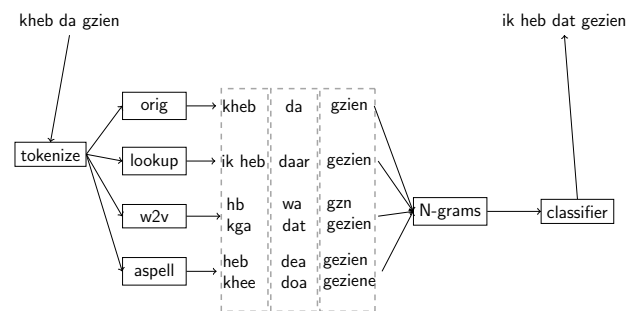 kheb da gzien
ik heb dat gezien
orig
kheb da gzien
tokenize
lookup
ik heb daar gezien
w2v
hb wa gzn
kga dat gezien
N-grams
classifier
aspell
heb dea gezien
khee doa geziene